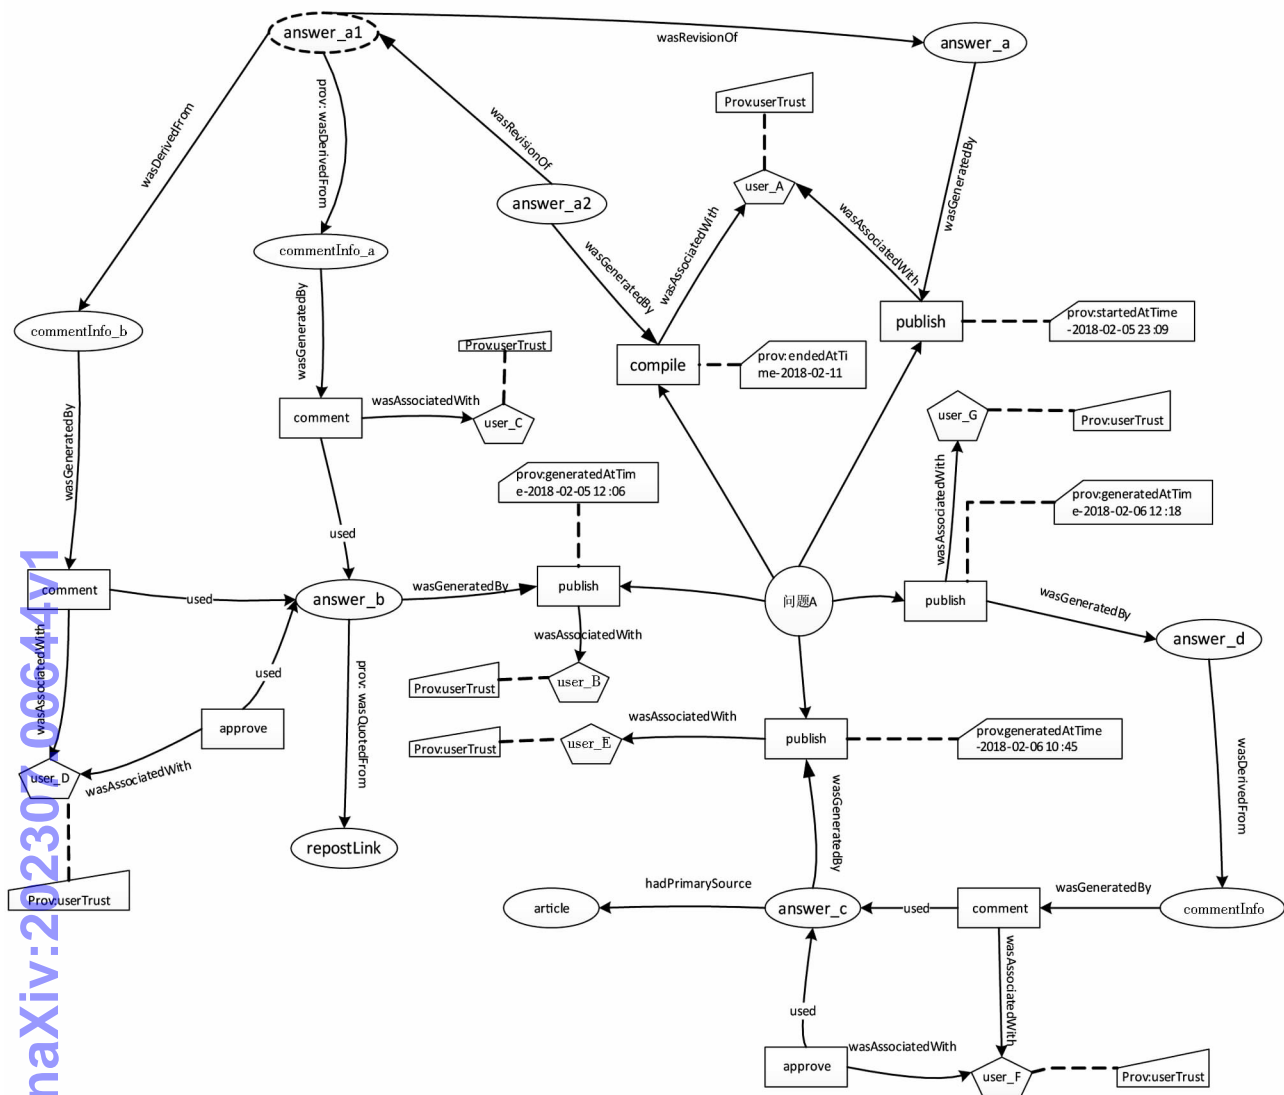 answer_a1
wasRevisionOf
answer_a
Prov:userTrust
wasDerivedFrom
prov: wasDerivedFrom
wasRevisionOf
user_A
answer_a2
wasAssociatedWith
wasGeneratedBy
commentInfo_a
wasGeneratedBy
wasAssociatedWith
commentInfo_b
wasGeneratedBy
publish
prov:startedAtTime
-2018-02-05 23:09
Prov:userTrust
compile
prov:endedAtTi
me-2018-02-11
wasGeneratedBy
comment
wasAssociatedWith
user_C
user_G
Prov:userTrust
prov:generatedAtTim
e-2018-02-05 12:06
wasAssociatedWith
prov:generatedAtTim
e-2018-02-06 12:18
used
comment
used
answer_b
wasGeneratedBy
publish
问题A
publish
wasGeneratedBy
answer_d
wasAssociatedWith
wasAssociatedWith
used
approve
prov: wasQuotedFrom
Prov:userTrust
user_B
wasAssociatedWith
Prov:userTrust
user_E
publish
prov:generatedAtTime
-2018-02-06 10:45
user_D
wasAssociatedWith
wasGeneratedBy
wasDerivedFrom
repostLink
Prov:userTrust
hadPrimarySource
article
answer_c
used
comment
wasGeneratedBy
commentInfo
used
wasAssociatedWith
approve
wasAssociatedWith
user_F
Prov:userTrust
naXiv:202307.00644v1